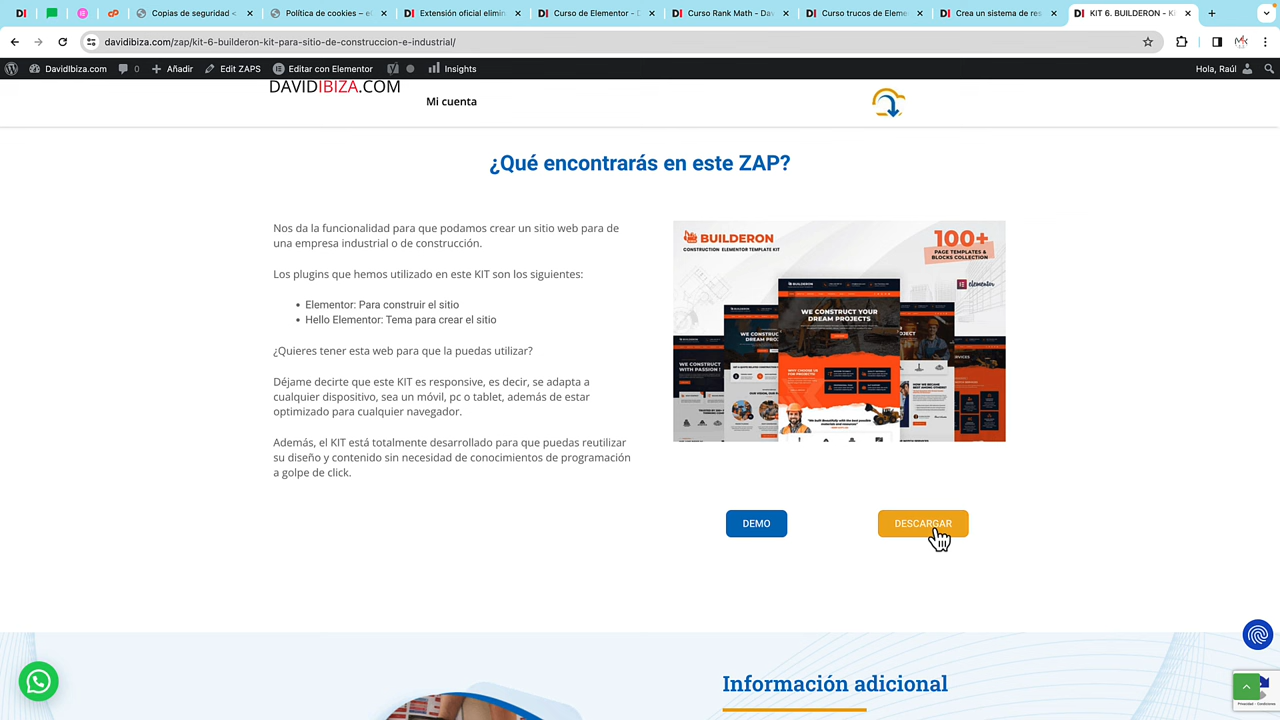 Copias de seguridad <
Política de cookies – e
Extensión oficial elimin
Curso de Elementor - D
Curso Rank Math - Dav
Curso trucos de Eleme
Crea un sistema de res
KIT 6. BUILDERON - K
davidibiza.com/zap/kit-6-builderon-kit-para-sitio-de-construccion-e-industrial/
DavidIbiza.com
0
Añadir
Edit ZAPS
Editar con Elementor
Insights
Hola, Raúl
DAVIDIBIZA.COM
Mi cuenta
¿Qué encontrarás en este ZAP?
Nos da la funcionalidad para que podamos crear un sitio web para de
una empresa industrial o de construcción.
Los plugins que hemos utilizado en este KIT son los siguientes:
• Elementor: Para construir el sitio
• Hello Elementor: Tema para crear el sitio
¿Quieres tener esta web para que la puedas utilizar?
Déjame decirte que este KIT es responsive es decir, se adapta a
cualquier dispositivo, sea un móvil, pc o tablet, además de estar
optimizado para cualquier navegador.
Además, el KIT está totalmente desarrollado para que puedas reutilizar
su diseño y contenido sin necesidad de conocimientos de programación
a golpe de click.
BUILDERON
CONSTRUCTION ELEMENTOR TEMPLATE KIT
100+
PAGE TEMPLATES &
BLOCKS COLLECTION
elementor
WE CONSTRUCT YOUR
DREAM PROJECTS
WE CONSTRUCT
WITH PASSION !
DEMO
DESCARGAR
Información adicional
Privacidad - Condiciones